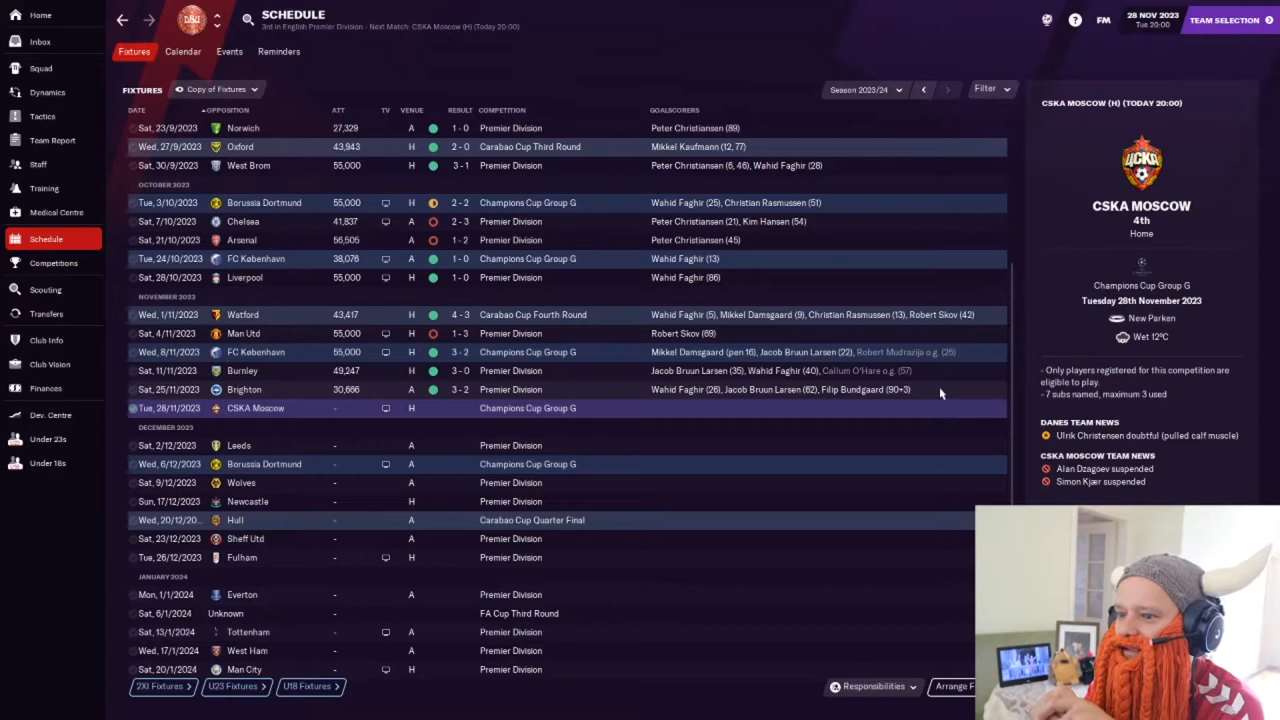 Home
Inbox
Squad
Dynamics
Tactics
Team Report
Staff
Training
Medical Centre
Schedule
Competitions
Scouting
Transfers
Club Info
Club Vision
Finances
Dev. Centre
Under 23s
Under 18s
SCHEDULE
3rd in English Premier Division - Next Match: CSKA Moscow (H) (Today 20:00)
FM
28 NOV 2023
Tue 20:00
TEAM SELECTION
Fixtures Calendar Events Reminders
FIXTURES Copy of Fixtures Season 2023/24 Filter
DATE OPPOSITION ATT TV VENUE RESULT COMPETITION GOALSCORERS
Sat, 23/9/2023 Norwich 27,329 A 1 - 0 Premier Division Peter Christiansen (89)
Wed, 27/9/2023 Oxford 43,943 H 2 - 0 Carabao Cup Third Round Mikkel Kaufmann (12, 77)
Sat, 30/9/2023 West Brom 55,000 H 3 - 1 Premier Division Peter Christiansen (6, 46), Wahid Faghir (28)
OCTOBER 2023
Tue, 3/10/2023 Borussia Dortmund 55,000 H 2 - 2 Champions Cup Group G Wahid Faghir (25), Christian Rasmussen (51)
Sat, 7/10/2023 Chelsea 41,837 A 2 - 3 Premier Division Peter Christiansen (21), Kim Hansen (54)
Sat, 21/10/2023 Arsenal 56,505 A 1 - 2 Premier Division Peter Christiansen (45)
Tue, 24/10/2023 FC København 38,076 A 1 - 0 Champions Cup Group G Wahid Faghir (13)
Sat, 28/10/2023 Liverpool 55,000 H 1 - 0 Premier Division Wahid Faghir (86)
NOVEMBER 2023
Wed, 1/11/2023 Watford 43,417 H 4 - 3 Carabao Cup Fourth Round Wahid Faghir (5), Mikkel Damsgaard (9), Christian Rasmussen (13), Robert Skov (42)
Sat, 4/11/2023 Man Utd 55,000 H 1 - 3 Premier Division Robert Skov (69)
Wed, 8/11/2023 FC København 55,000 H 3 - 2 Champions Cup Group G Mikkel Damsgaard (pen 16), Jacob Bruun Larsen (22), Robert Mudrazija o.g. (25)
Sat, 11/11/2023 Burnley 49,247 H 3 - 0 Premier Division Jacob Bruun Larsen (35), Wahid Faghir (40), Callum O'Hare o.g. (57)
Sat, 25/11/2023 Brighton 30,666 A 3 - 2 Premier Division Wahid Faghir (26), Jacob Bruun Larsen (62), Filip Bundgaard (90+3)
Tue, 28/11/2023 CSKA Moscow - H Champions Cup Group G
DECEMBER 2023
Sat, 2/12/2023 Leeds - A Premier Division
Wed, 6/12/2023 Borussia Dortmund - A Champions Cup Group G
Sat, 9/12/2023 Wolves - A Premier Division
Sun, 17/12/2023 Newcastle - H Premier Division
Wed, 20/12/20... Hull - A Carabao Cup Quarter Final
Sat, 23/12/2023 Sheff Utd - A Premier Division
Tue, 26/12/2023 Fulham - H Premier Division
JANUARY 2024
Mon, 1/1/2024 Everton - A Premier Division
Sat, 6/1/2024 Unknown - FA Cup Third Round
Sat, 13/1/2024 Tottenham - A Premier Division
Wed, 17/1/2024 West Ham - A Premier Division
Sat, 20/1/2024 Man City - H Premier Division
2XI Fixtures U23 Fixtures U18 Fixtures Responsibilities Arrange F
CSKA MOSCOW (H) (TODAY 20:00)
ЦСКА
CSKA MOSCOW
4th
Home
Champions Cup Group G
Tuesday 28th November 2023
New Parken
Wet 12°C
- Only players registered for this competition are
eligible to play.
- 7 subs named, maximum 3 used
DANES TEAM NEWS
Ulrik Christensen doubtful (pulled calf muscle)
CSKA MOSCOW TEAM NEWS
Alan Dzagoev suspended
Simon Kjær suspended